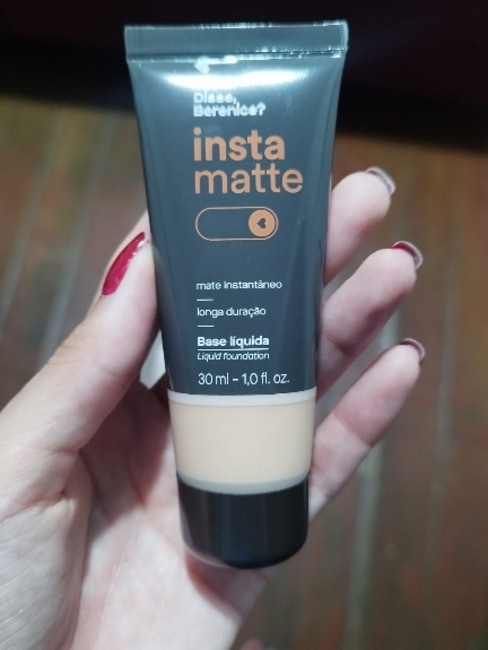 Disse,
Berenice?
insta
matte
mate instantâneo
longa duração
Base líquida
Liquid foundation
30 ml - 1,0 fl. oz.